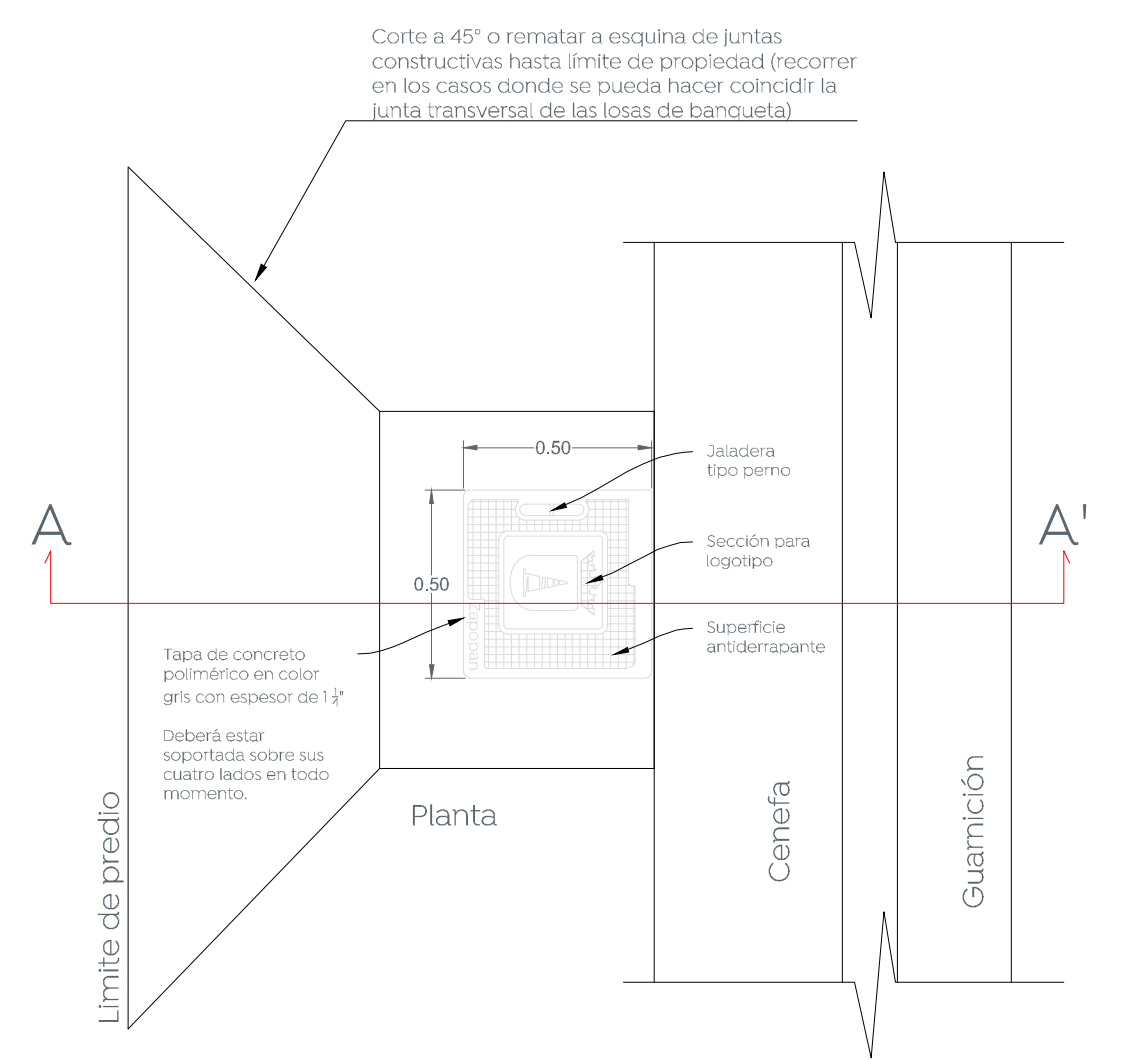 Corte a 45° o rematar a esquina de juntas
constructivas hasta límite de propiedad (recorrer
en los casos donde se pueda hacer coincidir la
junta transversal de las losas de banqueta)
0.50
Jaladera
tipo perno
A
A'
Sección para
logotipo
0.50
Zapopan
Superficie
antiderrapante
Tapa de concreto
polimérico en color
gris con espesor de 1 1/4"
Deberá estar
soportada sobre sus
cuatro lados en todo
momento.
Planta
Limite de predio
Cenefa
Guarnición